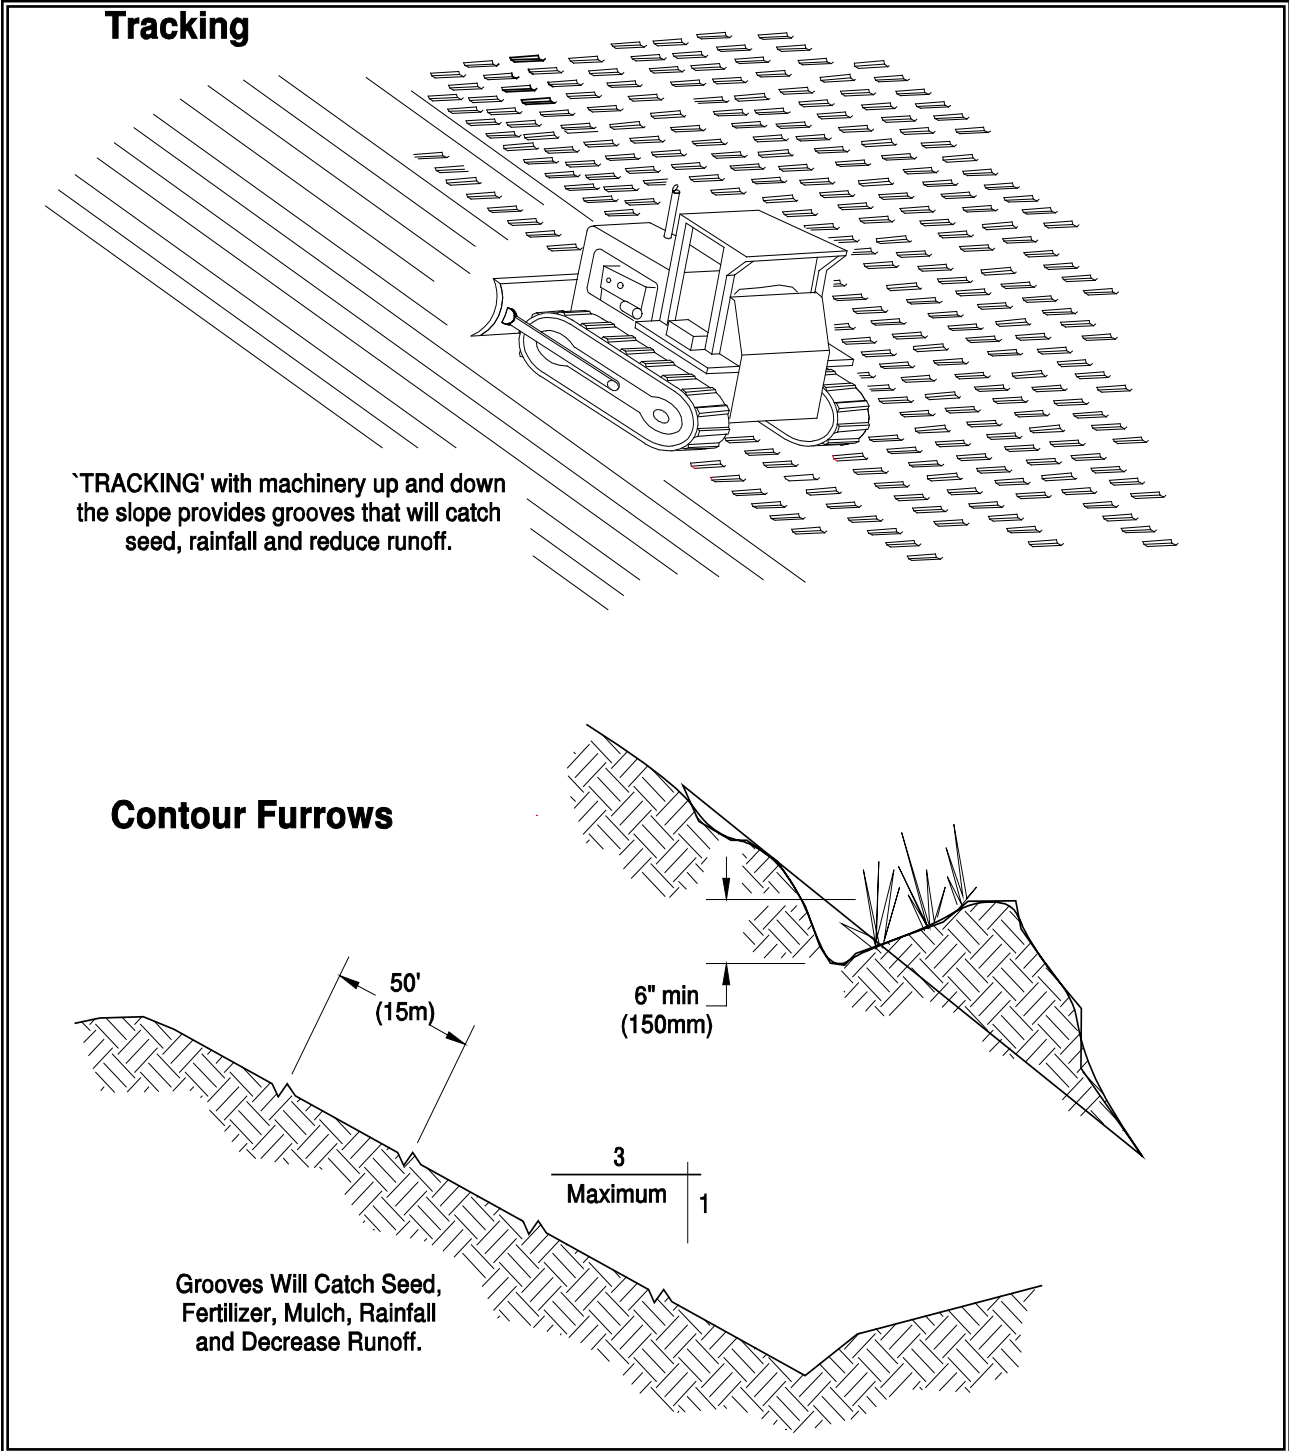 Tracking
`TRACKING' with machinery up and down
the slope provides grooves that will catch
seed, rainfall and reduce runoff.
Contour Furrows
50'
(15m)
6" min
(150mm)
3
Maximum
1
Grooves Will Catch Seed,
Fertilizer, Mulch, Rainfall
and Decrease Runoff.